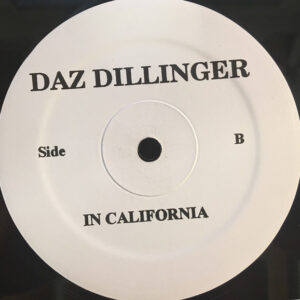 DAZ DILLINGER
Side B
IN CALIFORNIA